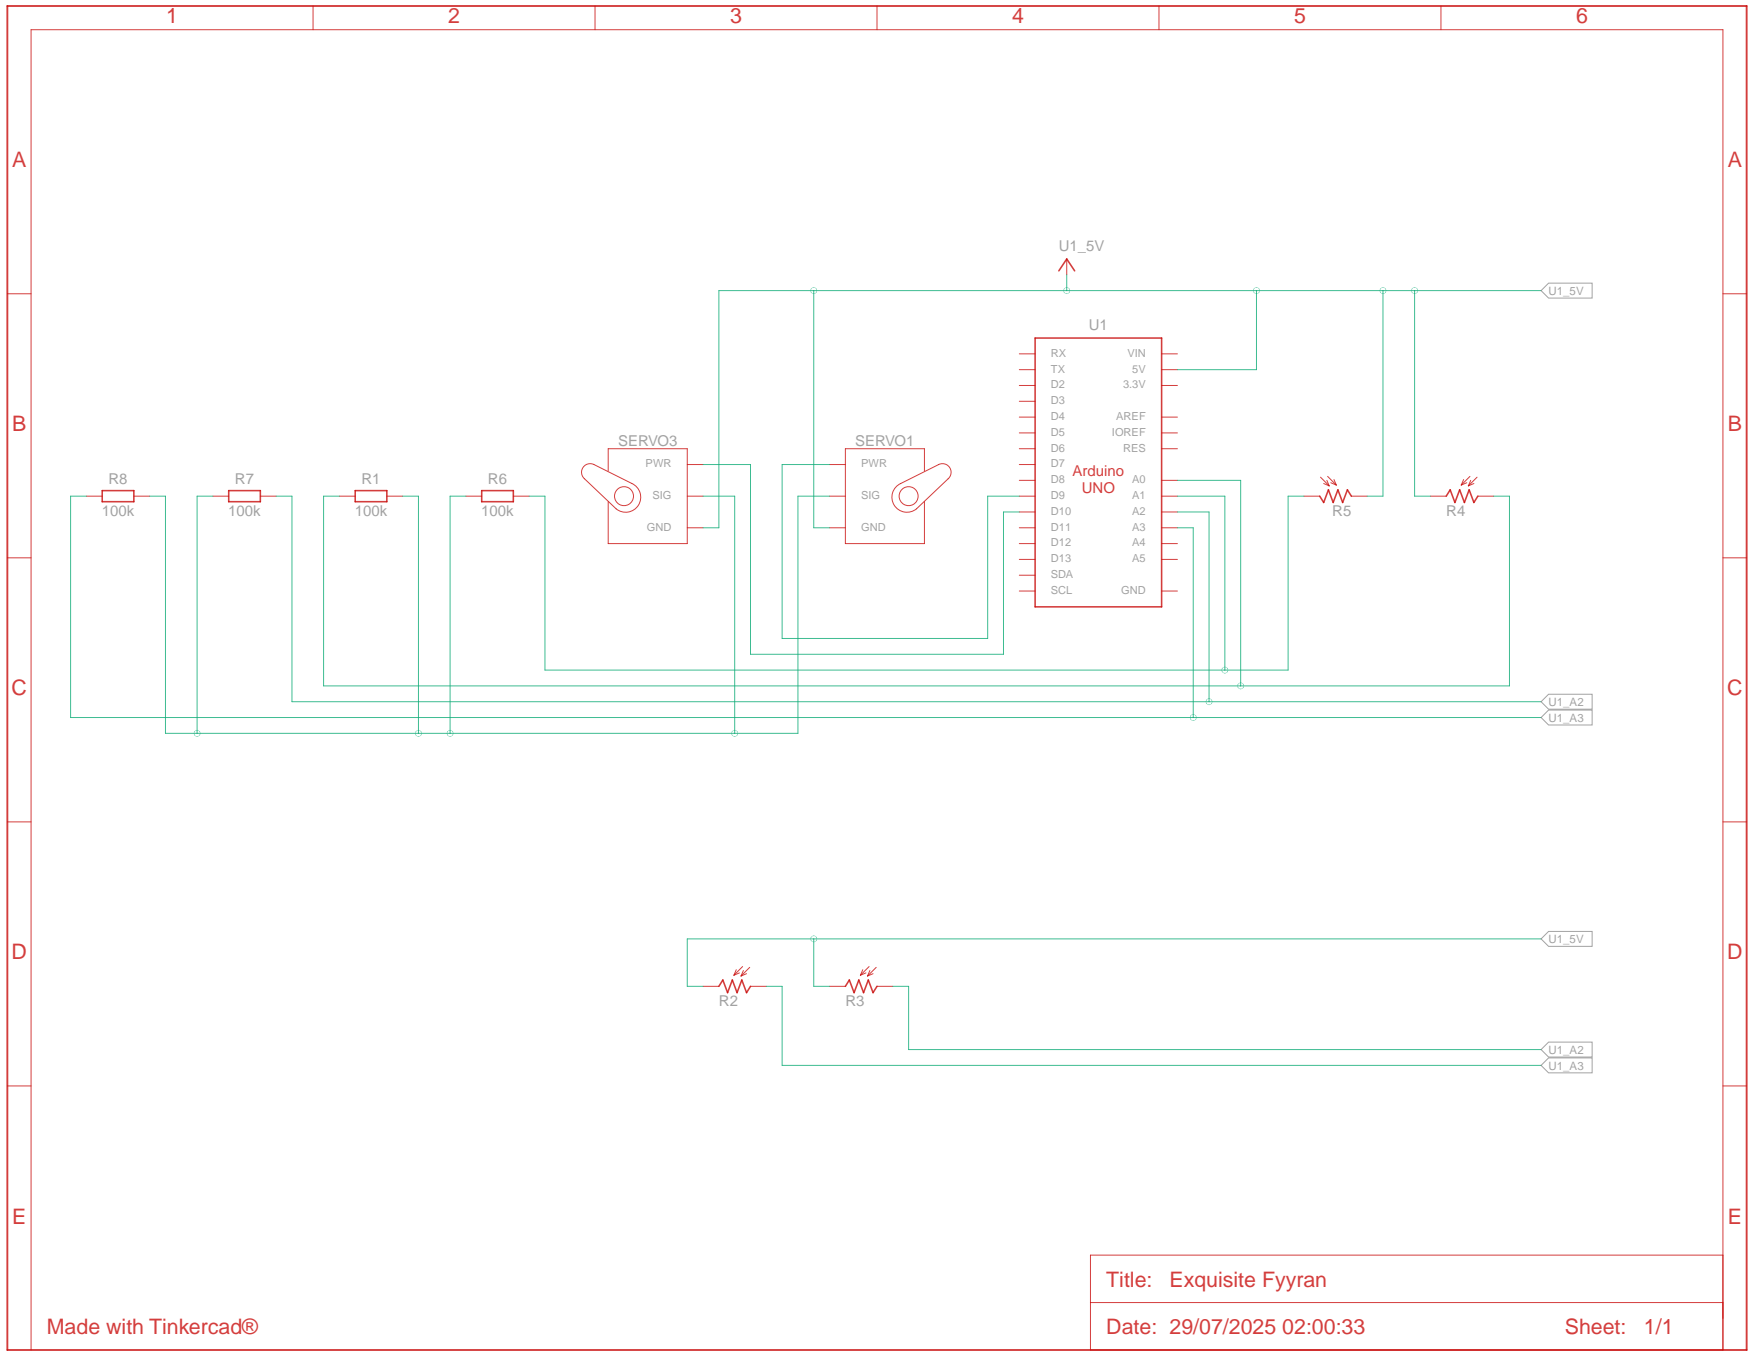 1 2 3 4 5 6
A A
U1_5V
U1_5V
U1
RX VIN
TX 5V
D2 3.3V
D3
D4 AREF
B B
D5 IOREF
SERVO3 SERVO1
D6 RES
PWR PWR D7
Arduino
R8 R7 R1 R6 D8 A0
UNO
SIG SIG D9 A1
100k 100k 100k 100k D10 A2 R5 R4
GND GND D11 A3
D12 A4
D13 A5
SDA
SCL GND
C C
U1_A2
U1_A3
D D
U1_5V
R2 R3
U1_A2
U1_A3
E E
Title: Exquisite Fyyran
Made with Tinkercad® Date: 29/07/2025 02:00:33 Sheet: 1/1